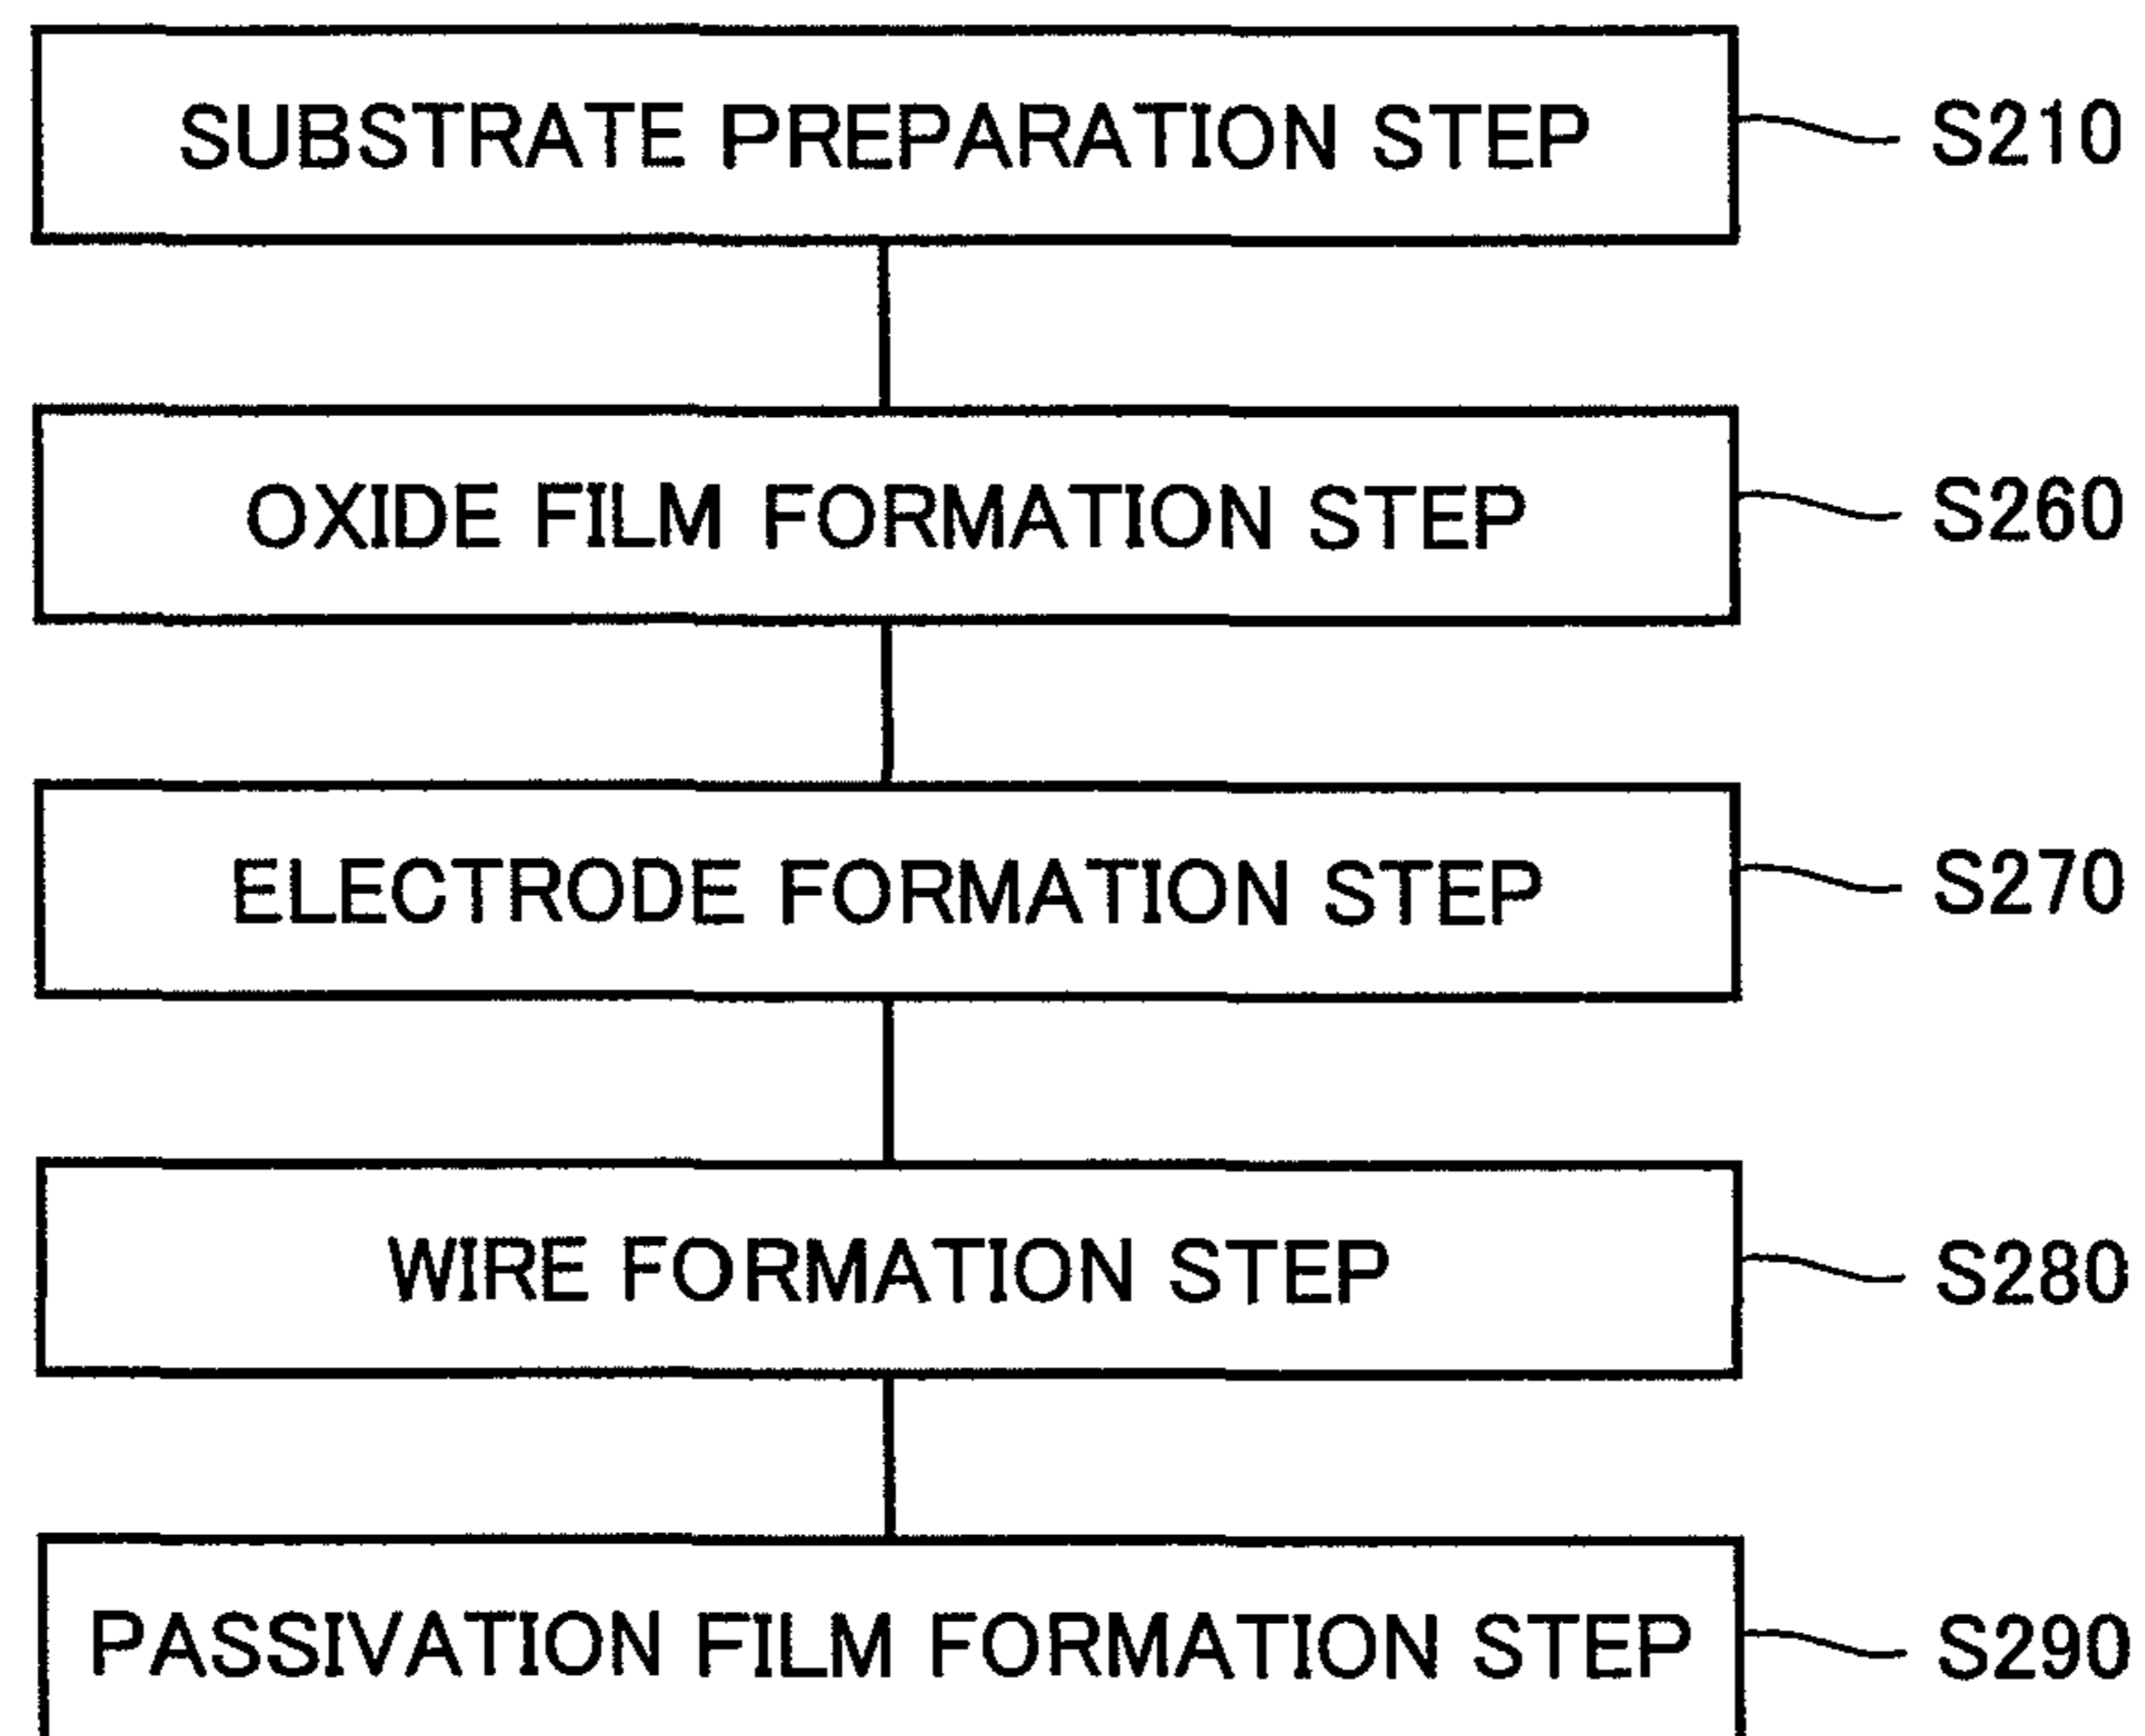 SUBSTRATE PREPARATION STEP S210
OXIDE FILM FORMATION STEP S260
ELECTRODE FORMATION STEP S270
WIRE FORMATION STEP S280
PASSIVATION FILM FORMATION STEP S290